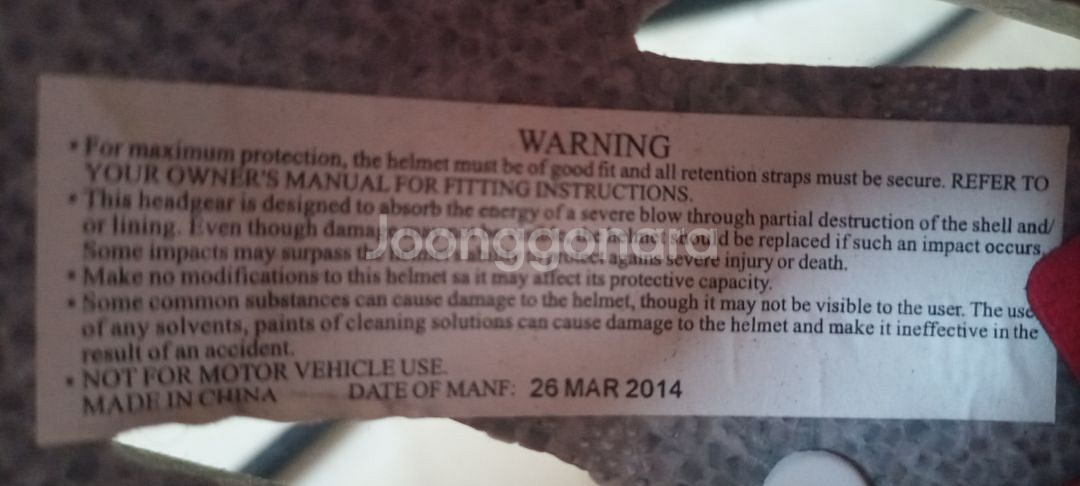 WARNING
• For maximum protection, the helmet must be of good fit and all retention straps must be secure. REFER TO
YOUR OWNER'S MANUAL FOR FITTING INSTRUCTIONS.
• This headgear is designed to absorb the energy of a severe blow through partial destruction of the shell and/
or lining. Even though damage should be replaced if such an impact occurs.
Joonggonara
Some impacts may surpass against severe injury or death.
• Make no modifications to this helmet sa it may affect its protective capacity.
• Some common substances can cause damage to the helmet, though it may not be visible to the user. The use
of any solvents, paints of cleaning solutions can cause damage to the helmet and make it ineffective in the
result of an accident.
• NOT FOR MOTOR VEHICLE USE.
MADE IN CHINA DATE OF MANF: 26 MAR 2014